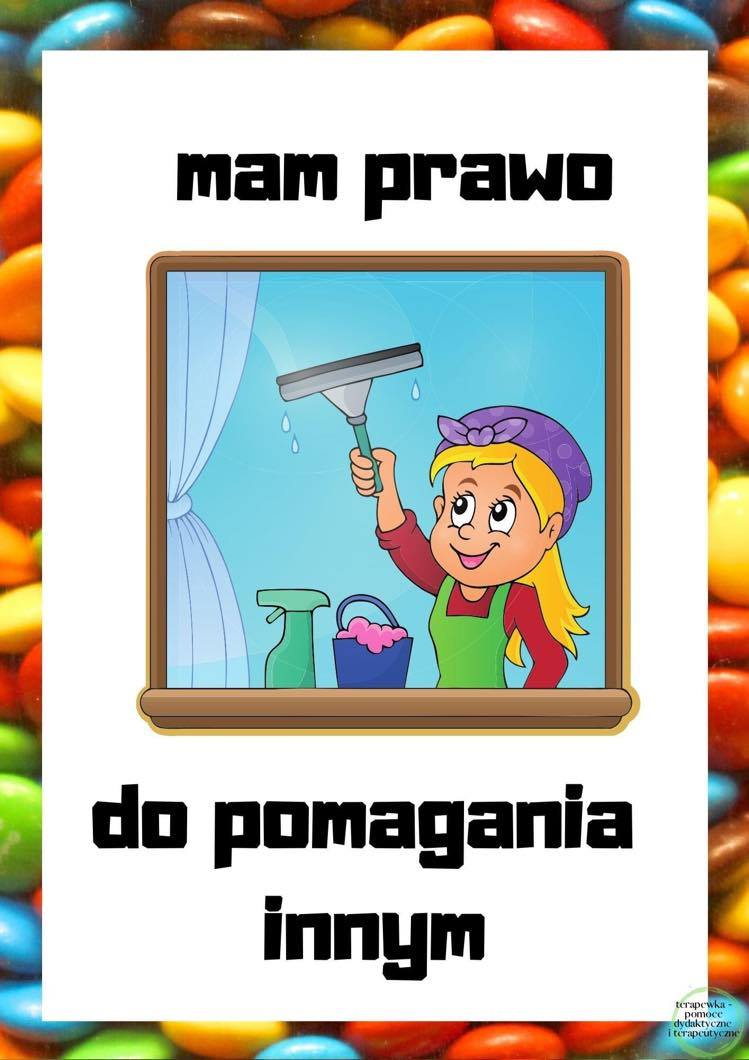 mam prawo
do pomagania
innym
terapewka -
pomoce
dydaktyczne
i terapeutyczne